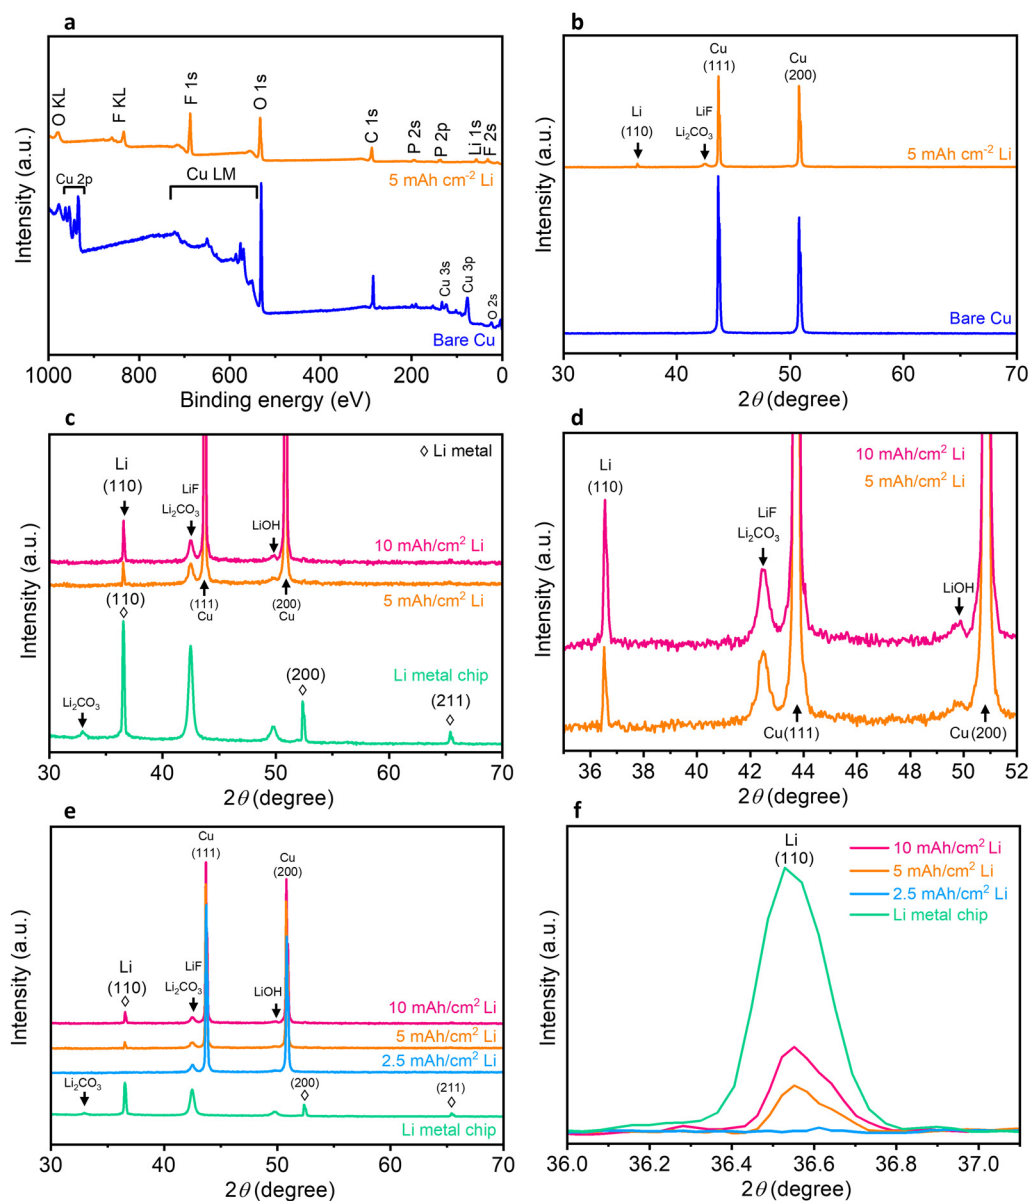 a
Intensity (a.u.)
O KL
F KL
F 1s
O 1s
C 1s
P 2s
P 2p
Li 1s
F 2s
5 mAh cm⁻² Li
Cu 2p
Cu LM
Cu 3s
Cu 3p
O 2s
Bare Cu
1000 800 600 400 200 0
Binding energy (eV)
b
Intensity (a.u.)
Cu
(111)
Cu
(200)
Li
(110)
LiF
Li₂CO₃
5 mAh cm⁻² Li
Bare Cu
30 40 50 60 70
2θ (degree)
c
Intensity (a.u.)
◊ Li metal
Li
(110)
LiF
Li₂CO₃
LiOH
10 mAh/cm² Li
5 mAh/cm² Li
(110)
(111)
Cu
(200)
Cu
Li metal chip
Li₂CO₃
(200)
(211)
30 40 50 60 70
2θ (degree)
d
Intensity (a.u.)
10 mAh/cm² Li
5 mAh/cm² Li
Li
(110)
LiF
Li₂CO₃
LiOH
Cu(111)
Cu(200)
36 38 40 42 44 46 48 50 52
2θ (degree)
e
Intensity (a.u.)
Cu
(111)
Cu
(200)
Li
(110)
LiF
Li₂CO₃
LiOH
10 mAh/cm² Li
5 mAh/cm² Li
2.5 mAh/cm² Li
Li₂CO₃
(200)
(211)
Li metal chip
30 40 50 60 70
2θ (degree)
f
Intensity (a.u.)
Li
(110)
10 mAh/cm² Li
5 mAh/cm² Li
2.5 mAh/cm² Li
Li metal chip
36.0 36.2 36.4 36.6 36.8 37.0
2θ (degree)